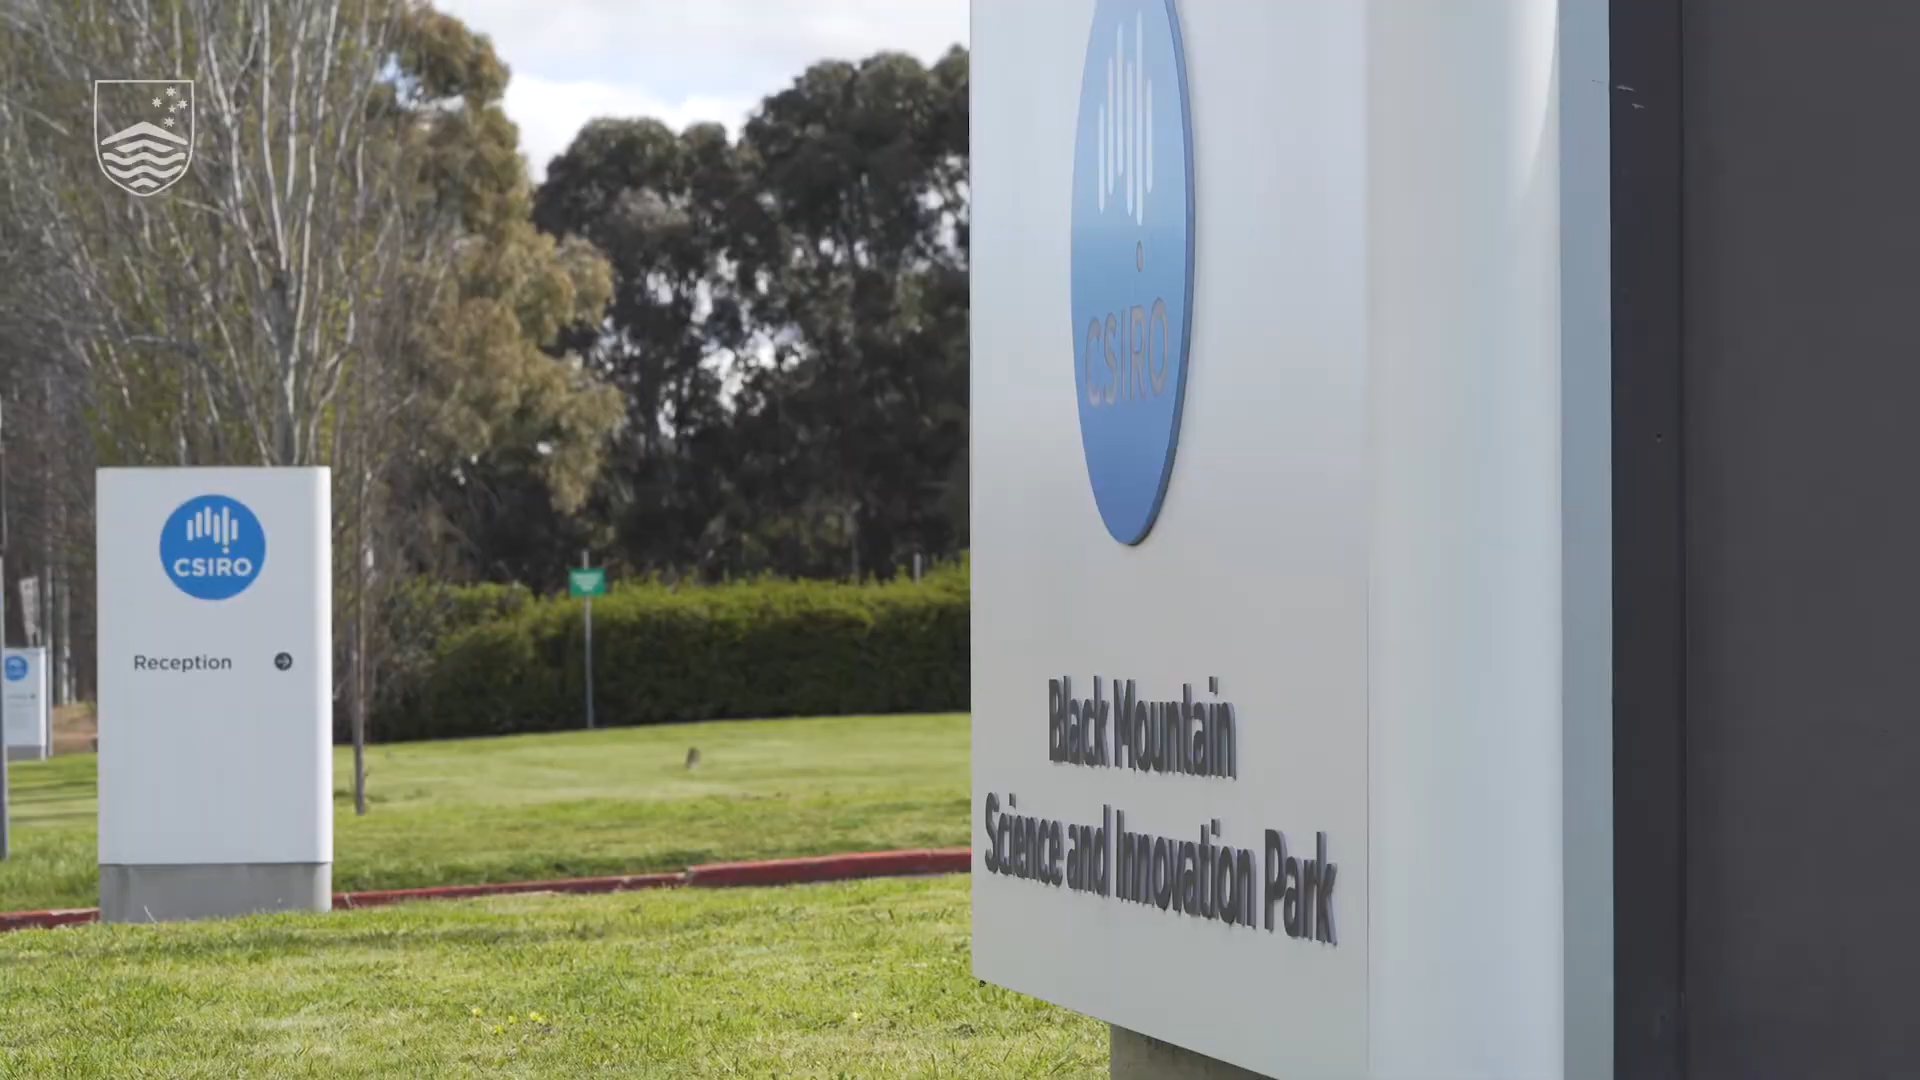 CSIRO
Reception
CSIRO
Black Mountain
Science and Innovation Park